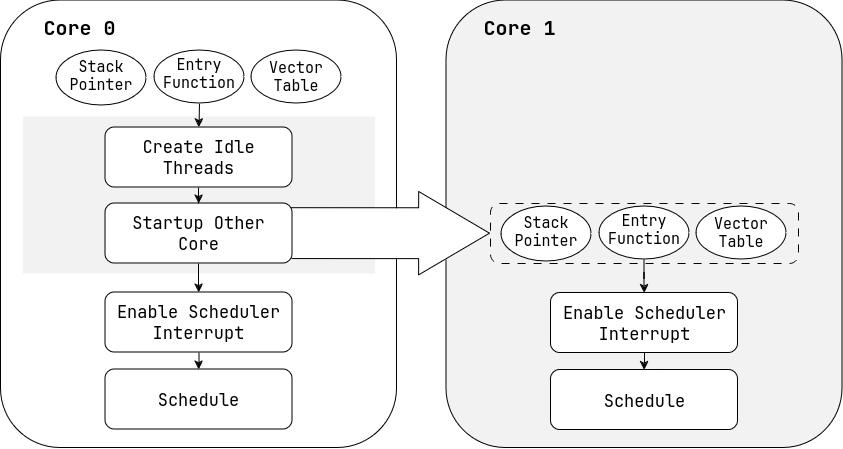 Core 0
Stack
Pointer
Entry
Function
Vector
Table
Create Idle
Threads
Startup Other
Core
Enable Scheduler
Interrupt
Schedule
Core 1
Stack
Pointer
Entry
Function
Vector
Table
Enable Scheduler
Interrupt
Schedule